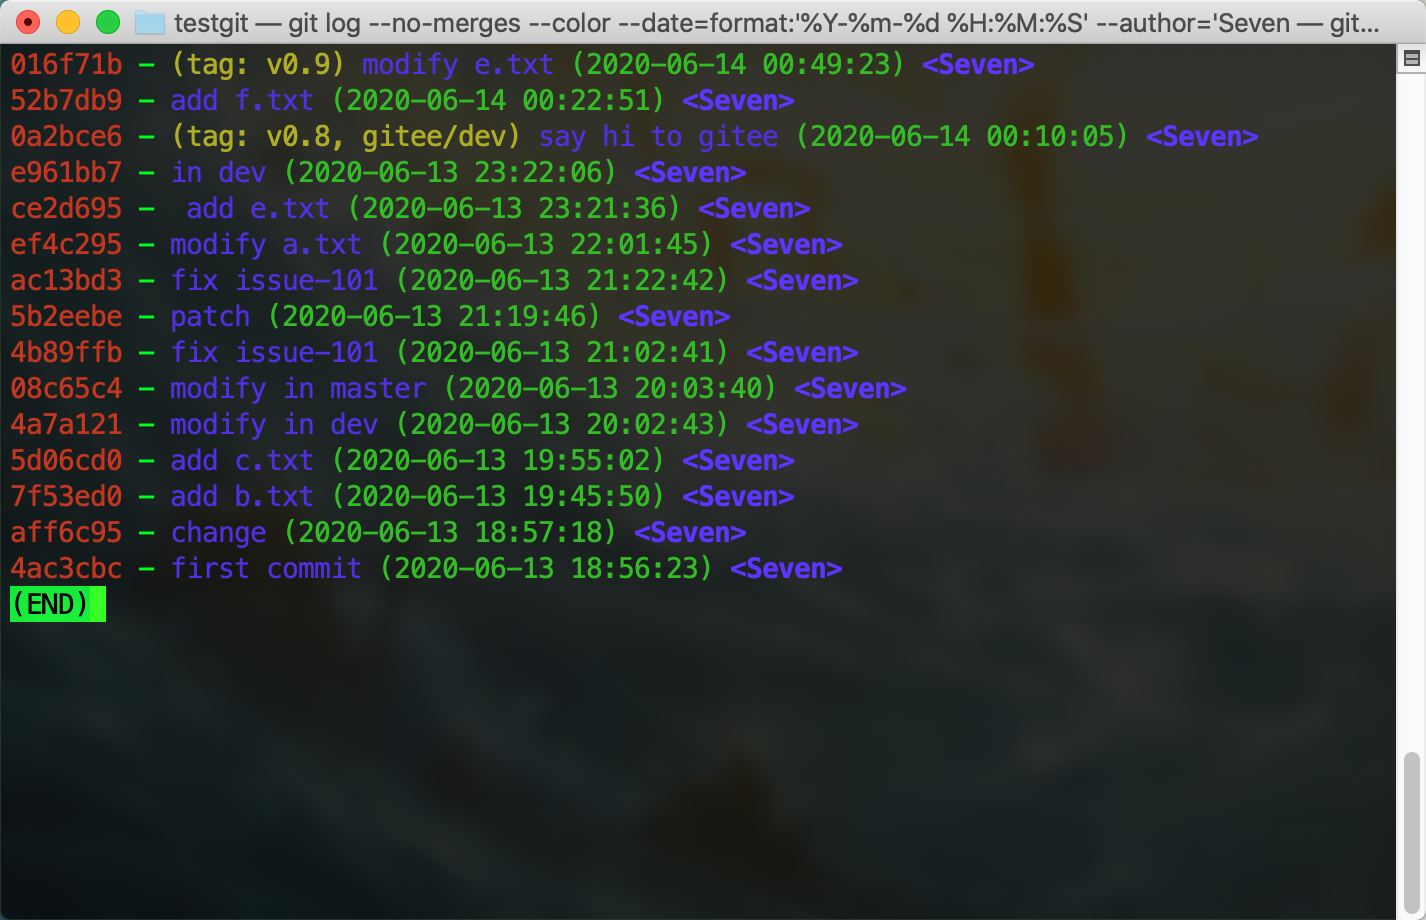 testgit — git log --no-merges --color --date=format:'%Y-%m-%d %H:%M:%S' --author='Seven — git...
016f71b - (tag: v0.9) modify e.txt (2020-06-14 00:49:23) <Seven>
52b7db9 - add f.txt (2020-06-14 00:22:51) <Seven>
0a2bce6 - (tag: v0.8, gitee/dev) say hi to gitee (2020-06-14 00:10:05) <Seven>
e961bb7 - in dev (2020-06-13 23:22:06) <Seven>
ce2d695 -  add e.txt (2020-06-13 23:21:36) <Seven>
ef4c295 - modify a.txt (2020-06-13 22:01:45) <Seven>
ac13bd3 - fix issue-101 (2020-06-13 21:22:42) <Seven>
5b2eebe - patch (2020-06-13 21:19:46) <Seven>
4b89ffb - fix issue-101 (2020-06-13 21:02:41) <Seven>
08c65c4 - modify in master (2020-06-13 20:03:40) <Seven>
4a7a121 - modify in dev (2020-06-13 20:02:43) <Seven>
5d06cd0 - add c.txt (2020-06-13 19:55:02) <Seven>
7f53ed0 - add b.txt (2020-06-13 19:45:50) <Seven>
aff6c95 - change (2020-06-13 18:57:18) <Seven>
4ac3cbc - first commit (2020-06-13 18:56:23) <Seven>
(END)